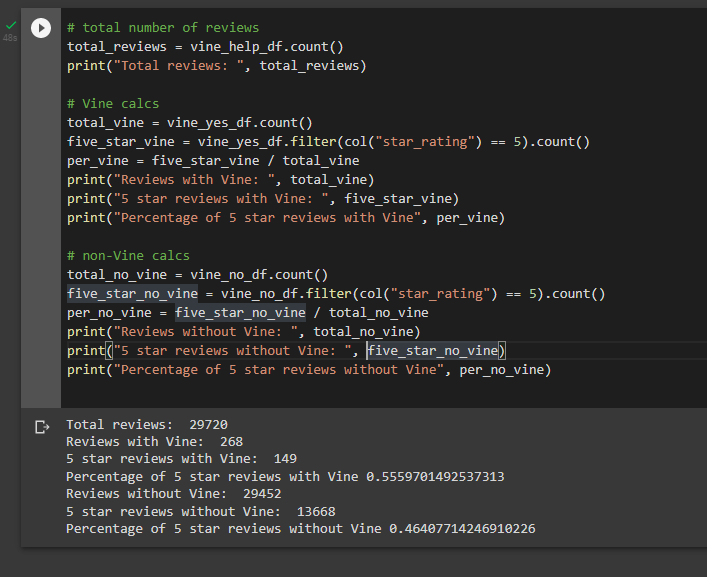 # total number of reviews
total_reviews = vine_help_df.count()
print("Total reviews: ", total_reviews)
# Vine calcs
total_vine = vine_yes_df.count()
five_star_vine = vine_yes_df.filter(col("star_rating") == 5).count()
per_vine = five_star_vine / total_vine
print("Reviews with Vine: ", total_vine)
print("5 star reviews with Vine: ", five_star_vine)
print("Percentage of 5 star reviews with Vine", per_vine)
# non-Vine calcs
total_no_vine = vine_no_df.count()
five_star_no_vine = vine_no_df.filter(col("star_rating") == 5).count()
per_no_vine = five_star_no_vine / total_no_vine
print("Reviews without Vine: ", total_no_vine)
print("5 star reviews without Vine: ", five_star_no_vine)
print("Percentage of 5 star reviews without Vine", per_no_vine)
48s
Total reviews:  29720
Reviews with Vine:  268
5 star reviews with Vine:  149
Percentage of 5 star reviews with Vine 0.5559701492537313
Reviews without Vine:  29452
5 star reviews without Vine:  13668
Percentage of 5 star reviews without Vine 0.46407714246910226